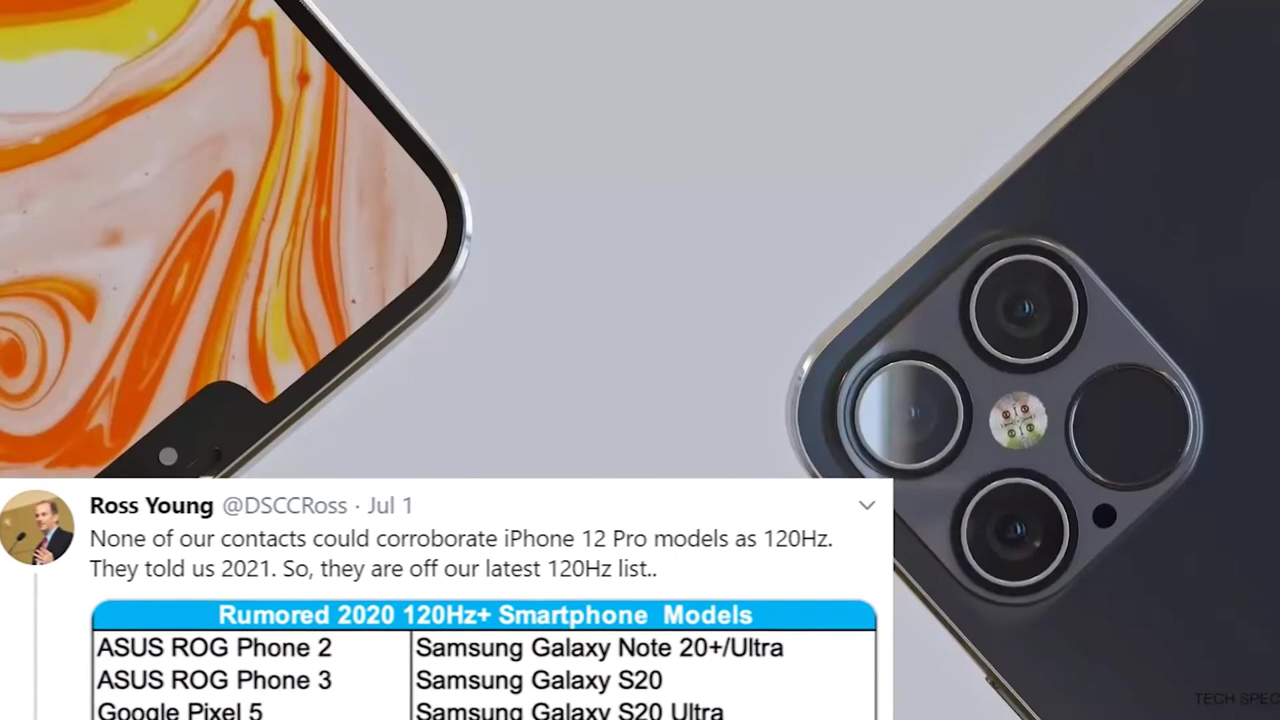 Ross Young @DSCCRoss · Jul 1
None of our contacts could corroborate iPhone 12 Pro models as 120Hz.
They told us 2021. So, they are off our latest 120Hz list..
Rumored 2020 120Hz+ Smartphone Models
ASUS ROG Phone 2 Samsung Galaxy Note 20+/Ultra
ASUS ROG Phone 3 Samsung Galaxy S20
Google Pixel 5 Samsung Galaxy S20 Ultra
TECH SPEC